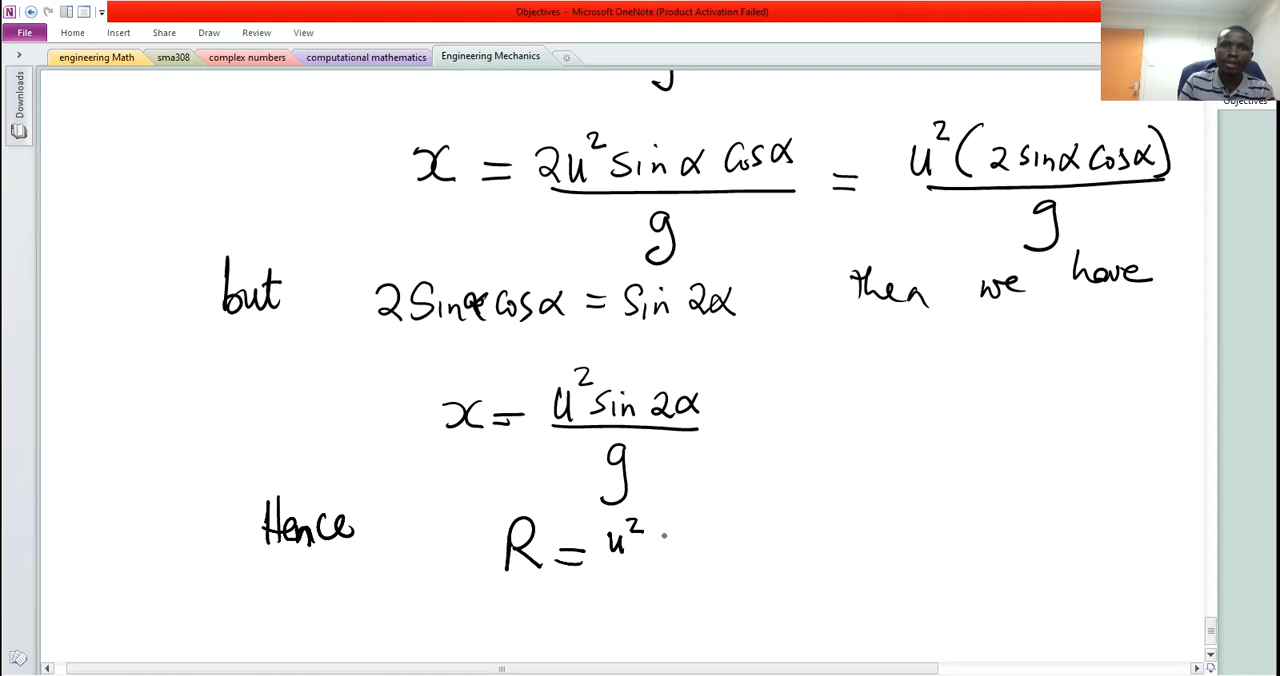 Objectives - Microsoft OneNote (Product Activation Failed)
File Home Insert Share Draw Review View
engineering Math sma308 complex numbers computational mathematics Engineering Mechanics
Objectives
Downloads
g
x = 2u² sin α cos α / g = u² (2 sin α cos α) / g
but 2 Sin α cos α = sin 2α then we have
x = u² sin 2α / g
Hence R = u²